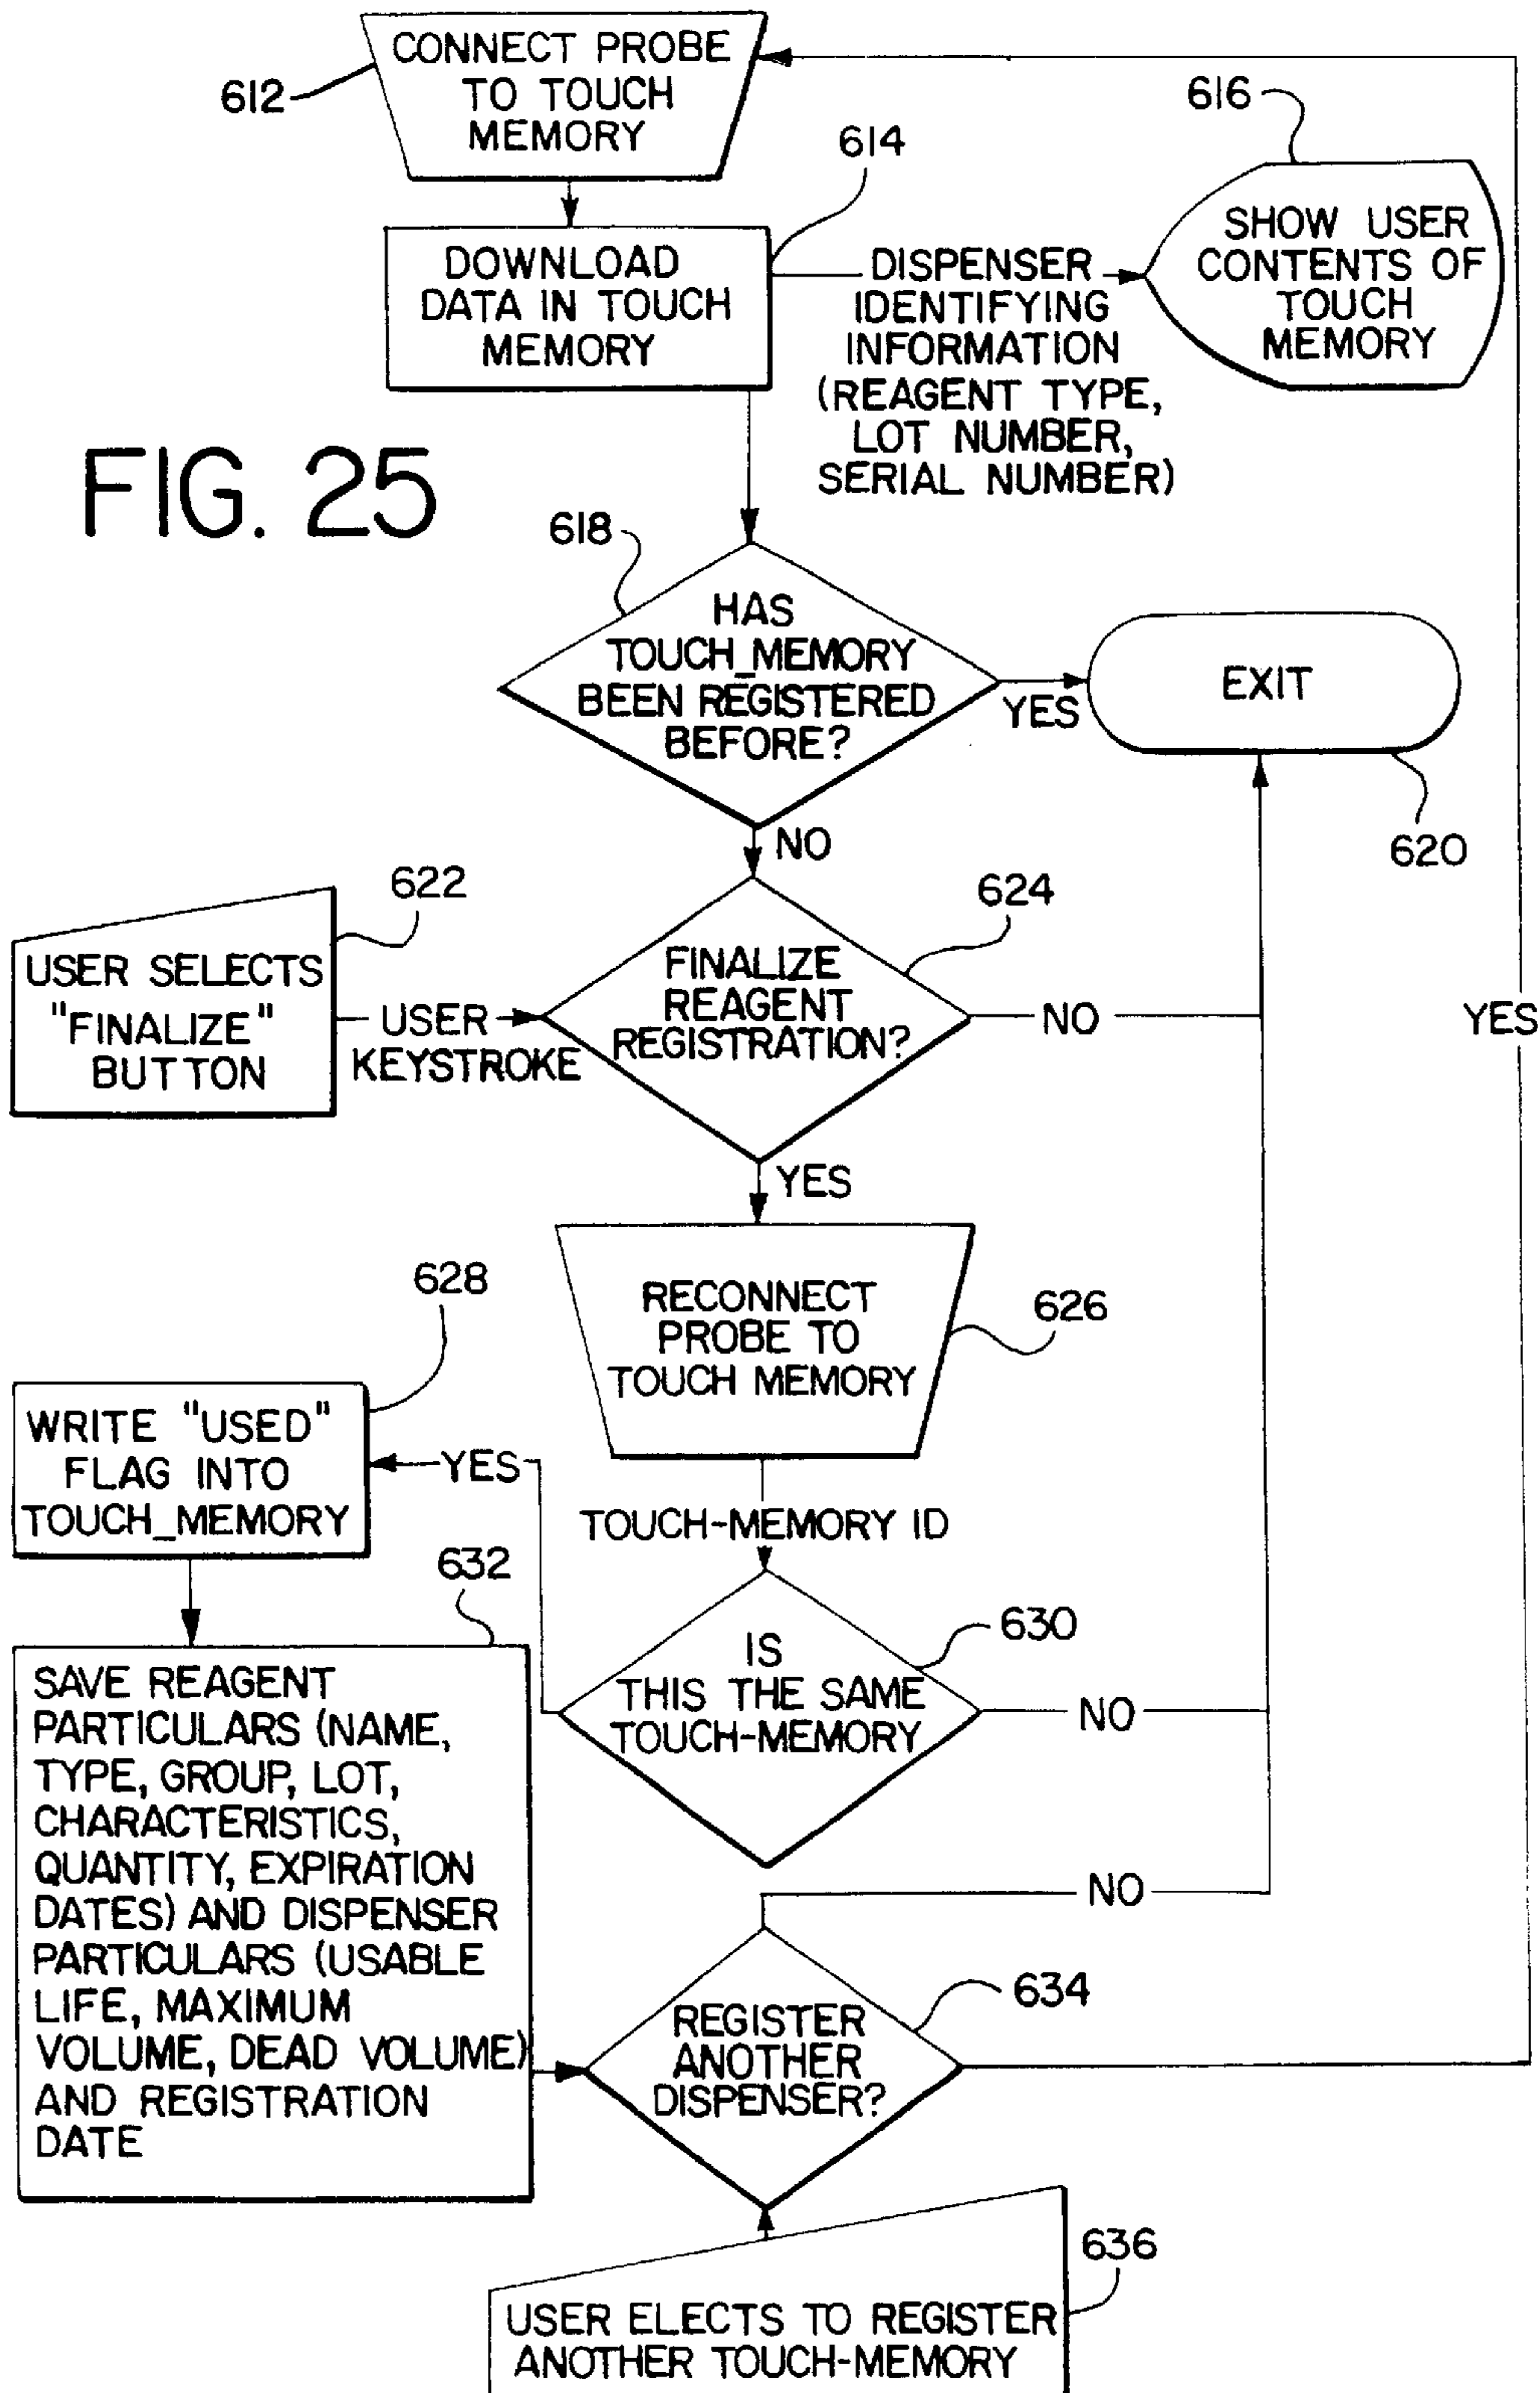 CONNECT PROBE
TO TOUCH
MEMORY
612
616
614
DOWNLOAD
DATA IN TOUCH
MEMORY
DISPENSER
IDENTIFYING
INFORMATION
(REAGENT TYPE,
LOT NUMBER,
SERIAL NUMBER)
SHOW USER
CONTENTS OF
TOUCH
MEMORY
FIG. 25
618
HAS
TOUCH_MEMORY
BEEN REGISTERED
BEFORE?
YES
EXIT
620
NO
622
USER SELECTS
"FINALIZE"
BUTTON
USER
KEYSTROKE
624
FINALIZE
REAGENT
REGISTRATION?
NO
YES
YES
RECONNECT
PROBE TO
TOUCH MEMORY
626
628
WRITE "USED"
FLAG INTO
TOUCH_MEMORY
YES
TOUCH-MEMORY ID
630
IS
THIS THE SAME
TOUCH-MEMORY
NO
632
SAVE REAGENT
PARTICULARS (NAME,
TYPE, GROUP, LOT,
CHARACTERISTICS,
QUANTITY, EXPIRATION
DATES) AND DISPENSER
PARTICULARS (USABLE
LIFE, MAXIMUM
VOLUME, DEAD VOLUME)
AND REGISTRATION
DATE
NO
634
REGISTER
ANOTHER
DISPENSER?
636
USER ELECTS TO REGISTER
ANOTHER TOUCH-MEMORY